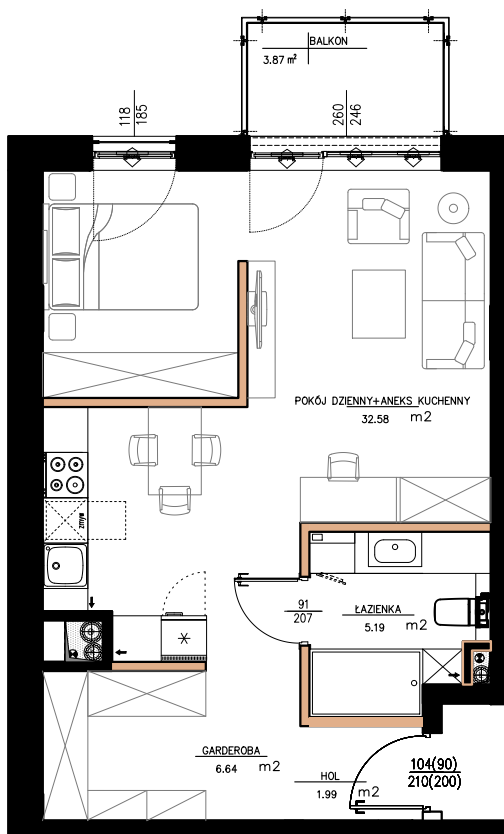 BALKON
3.87 m²
118
185
260
246
POKÓJ DZIENNY+ANEKS KUCHENNY
32.58 m2
zmyw
91
207
ŁAZIENKA
5.19 m2
GARDEROBA
6.64 m2
HOL
1.99 m2
104(90)
210(200)